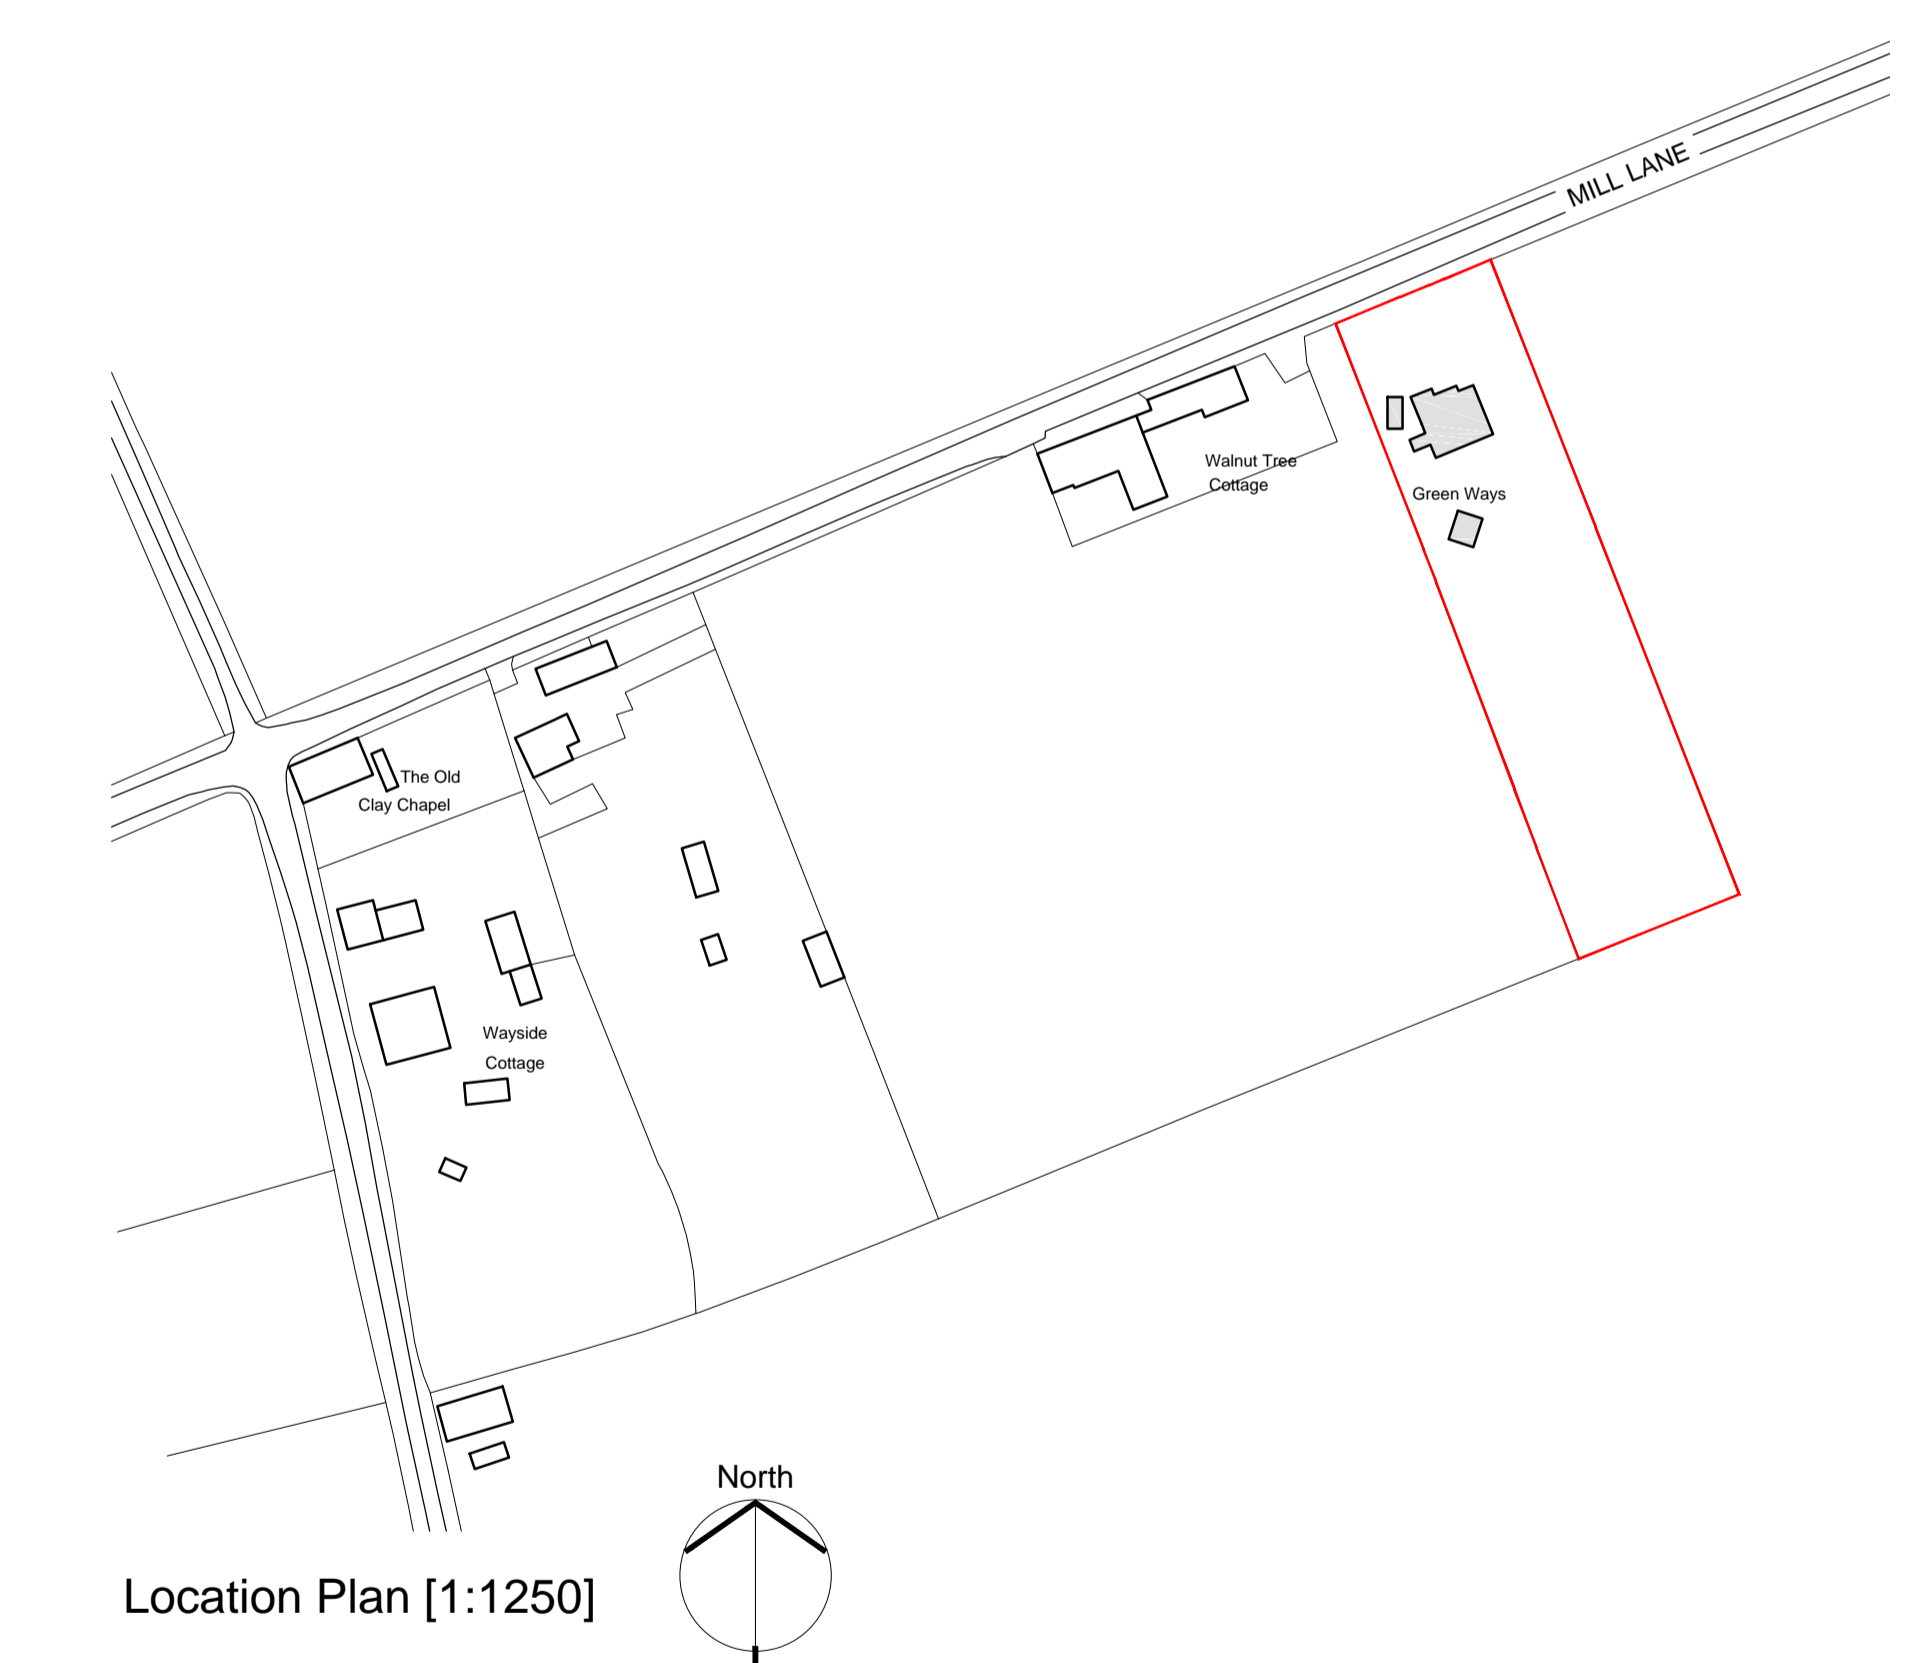 MILL LANE
Walnut Tree
Cottage
Green Ways
The Old
Clay Chapel
Wayside
Cottage
North
Location Plan [1:1250]